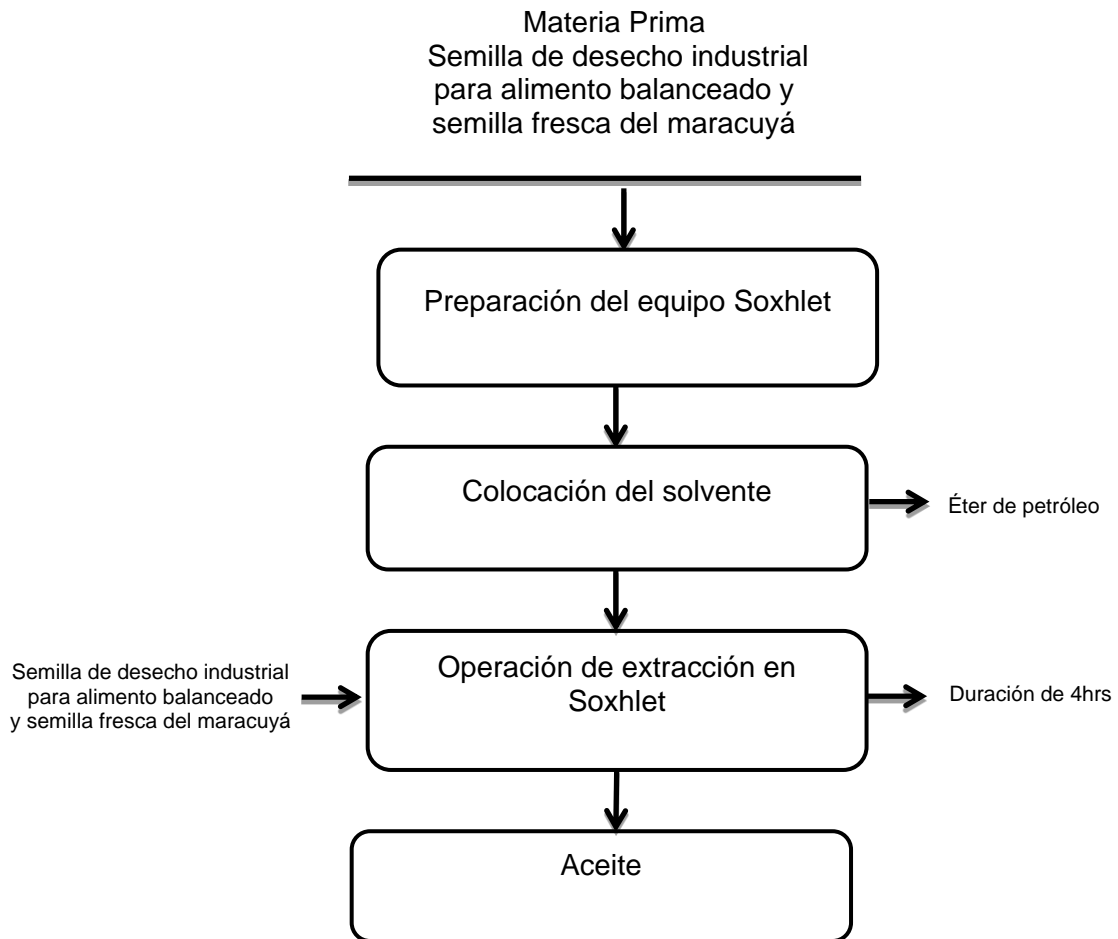 Materia Prima
Semilla de desecho industrial
para alimento balanceado y
semilla fresca del maracuyá
Preparación del equipo Soxhlet
Colocación del solvente
Éter de petróleo
Semilla de desecho industrial
para alimento balanceado
y semilla fresca del maracuyá
Operación de extracción en
Soxhlet
Duración de 4hrs
Aceite